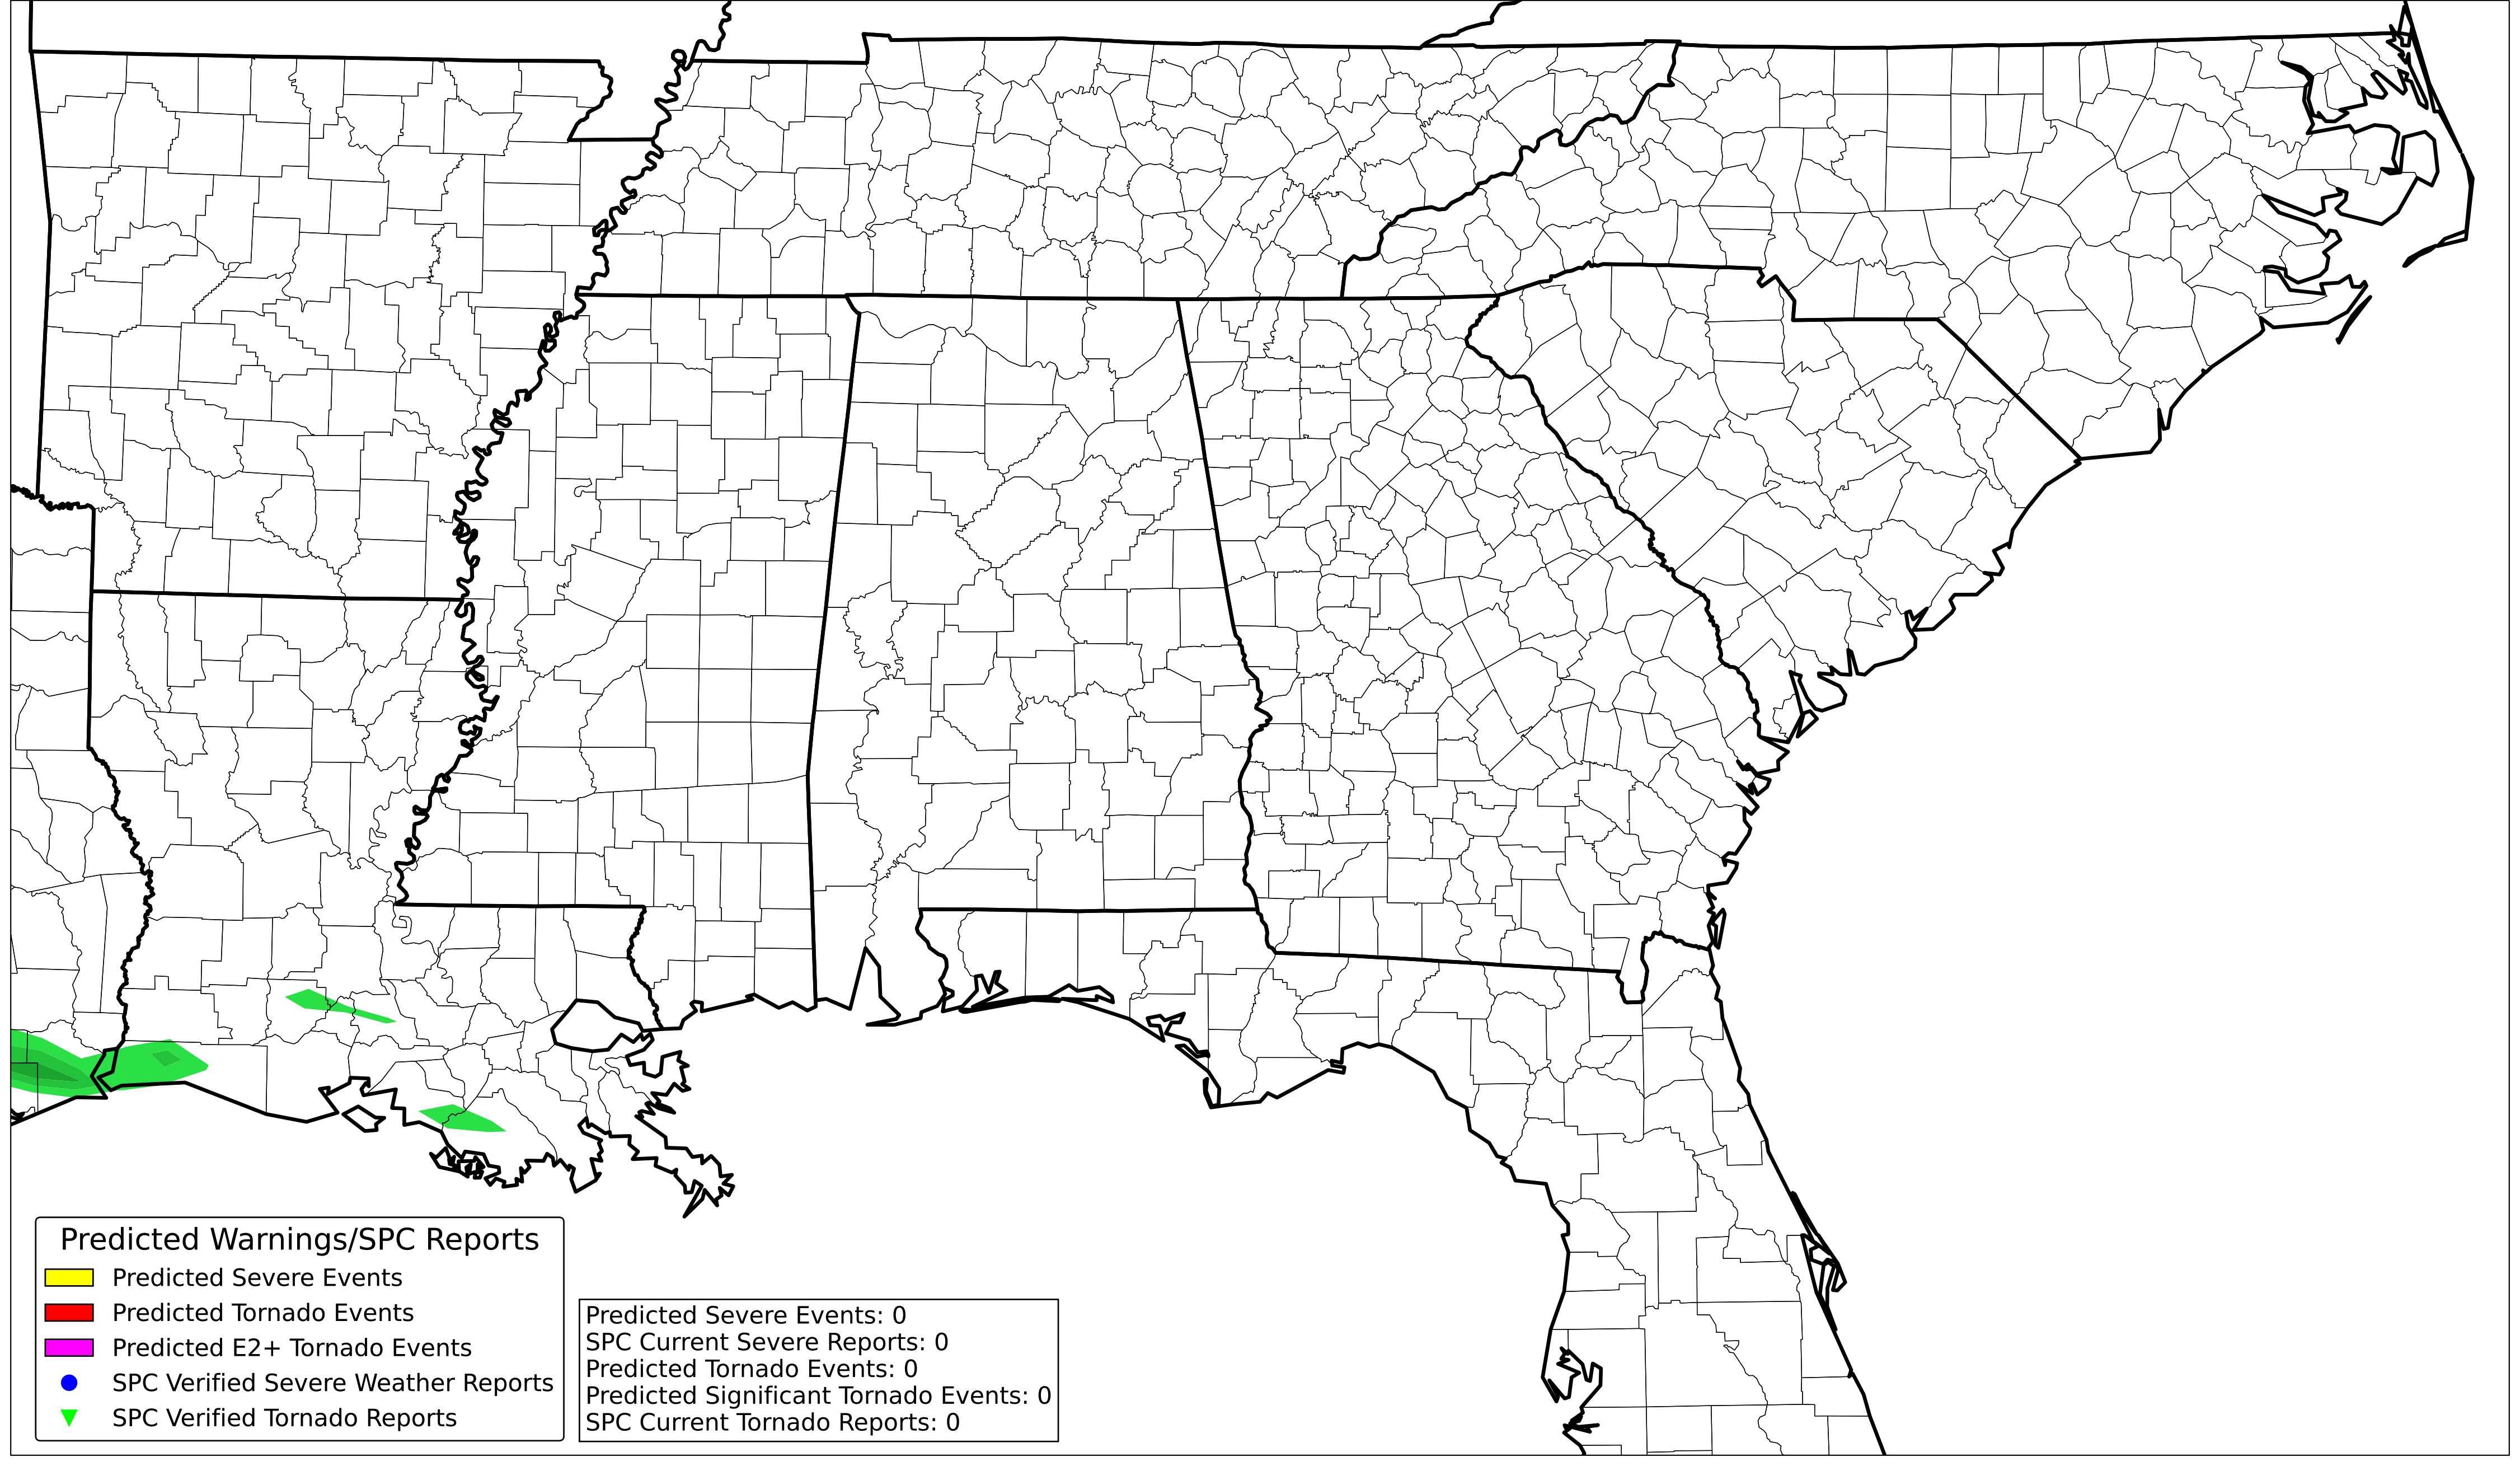 Predicted Warnings/SPC Reports
Predicted Severe Events
Predicted Tornado Events
Predicted E2+ Tornado Events
SPC Verified Severe Weather Reports
SPC Verified Tornado Reports
Predicted Severe Events: 0
SPC Current Severe Reports: 0
Predicted Tornado Events: 0
Predicted Significant Tornado Events: 0
SPC Current Tornado Reports: 0